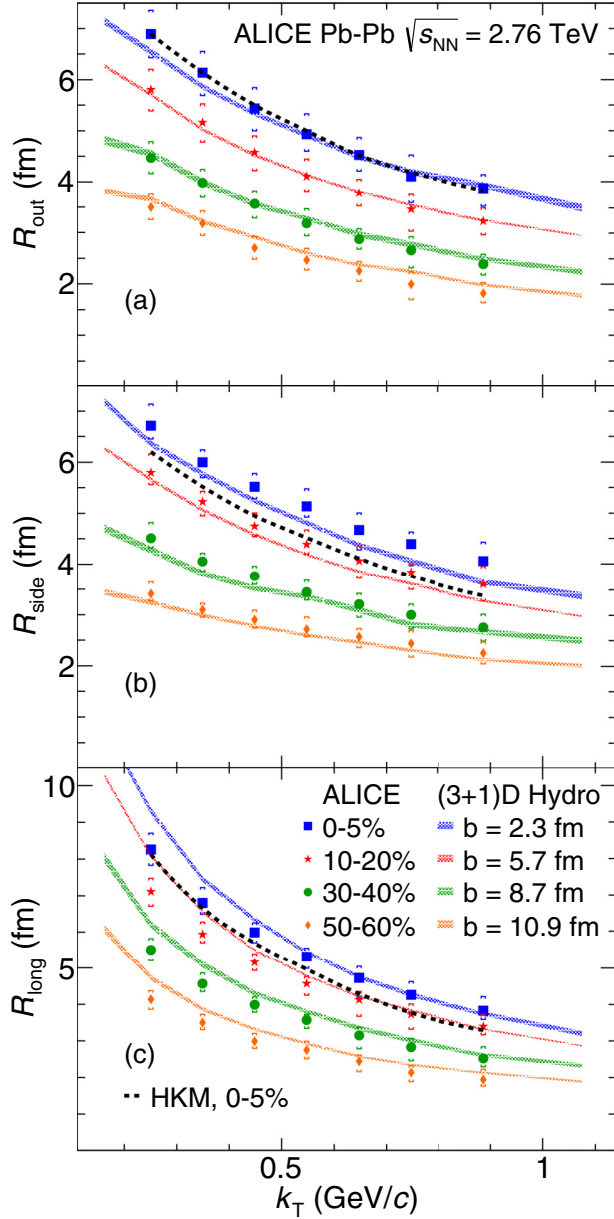 ALICE Pb-Pb √sNN = 2.76 TeV
6
4
2
Rout (fm)
(a)
6
4
2
Rside (fm)
(b)
10
5
Rlong (fm)
ALICE (3+1)D Hydro
0-5% b = 2.3 fm
10-20% b = 5.7 fm
30-40% b = 8.7 fm
50-60% b = 10.9 fm
(c)
HKM, 0-5%
0.5 1
kT (GeV/c)